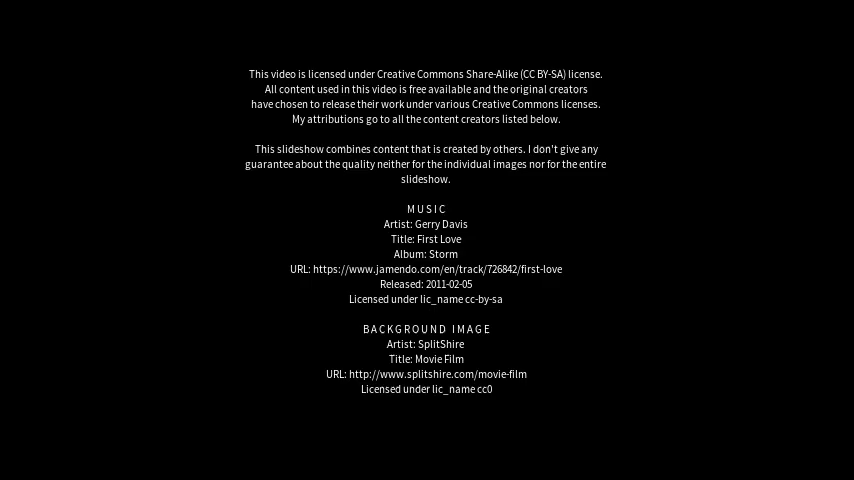 This video is licensed under Creative Commons Share-Alike (CC BY-SA) license.
All content used in this video is free available and the original creators
have chosen to release their work under various Creative Commons licenses.
My attributions go to all the content creators listed below.
This slideshow combines content that is created by others. I don't give any
guarantee about the quality neither for the individual images nor for the entire
slideshow.
MUSIC
Artist: Gerry Davis
Title: First Love
Album: Storm
URL: https://www.jamendo.com/en/track/726842/first-love
Released: 2011-02-05
Licensed under lic_name cc-by-sa
BACKGROUND IMAGE
Artist: SplitShire
Title: Movie Film
URL: http://www.splitshire.com/movie-film
Licensed under lic_name cc0